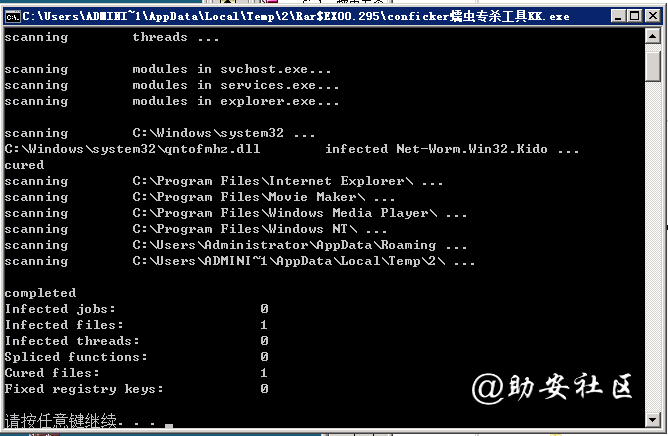 C:\Users\ADMINI~1\AppData\Local\Temp\2\Rar$EX00.295\conficker蠕虫专杀工具KK.exe
scanning threads ...
scanning modules in svchost.exe...
scanning modules in services.exe...
scanning modules in explorer.exe...
scanning C:\Windows\system32 ...
C:\Windows\system32\qntofmhz.dll infected Net-Worm.Win32.Kido ...
cured
scanning C:\Program Files\Internet Explorer\ ...
scanning C:\Program Files\Movie Maker\ ...
scanning C:\Program Files\Windows Media Player\ ...
scanning C:\Program Files\Windows NT\ ...
scanning C:\Users\Administrator\AppData\Roaming ...
scanning C:\Users\ADMINI~1\AppData\Local\Temp\2\ ...
completed
Infected jobs: 0
Infected files: 1
Infected threads: 0
Spliced functions: 0
Cured files: 1
Fixed registry keys: 0
@助安社区
请按任意键继续. . .